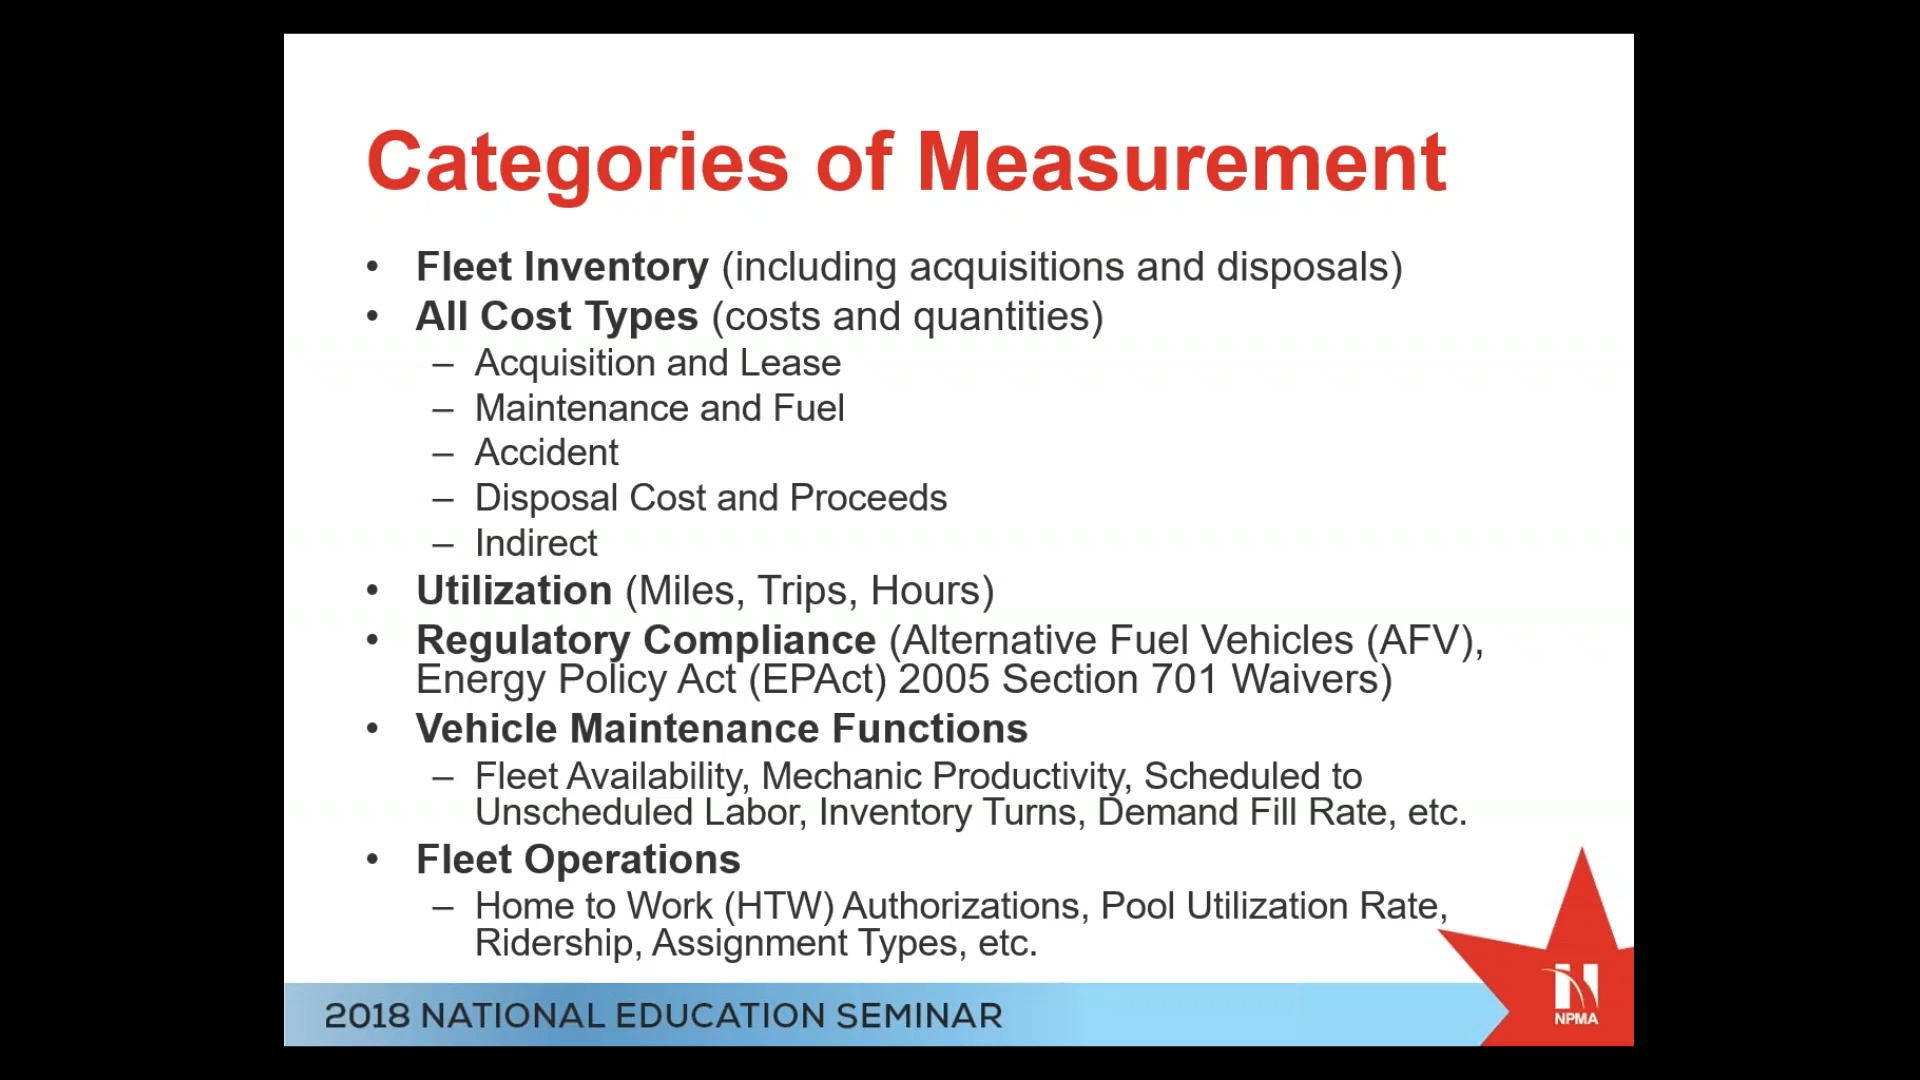 Categories of Measurement
• Fleet Inventory (including acquisitions and disposals)
• All Cost Types (costs and quantities)
– Acquisition and Lease
– Maintenance and Fuel
– Accident
– Disposal Cost and Proceeds
– Indirect
• Utilization (Miles, Trips, Hours)
• Regulatory Compliance (Alternative Fuel Vehicles (AFV),
Energy Policy Act (EPAct) 2005 Section 701 Waivers)
• Vehicle Maintenance Functions
– Fleet Availability, Mechanic Productivity, Scheduled to
Unscheduled Labor, Inventory Turns, Demand Fill Rate, etc.
• Fleet Operations
– Home to Work (HTW) Authorizations, Pool Utilization Rate,
Ridership, Assignment Types, etc.
2018 NATIONAL EDUCATION SEMINAR
NPMA